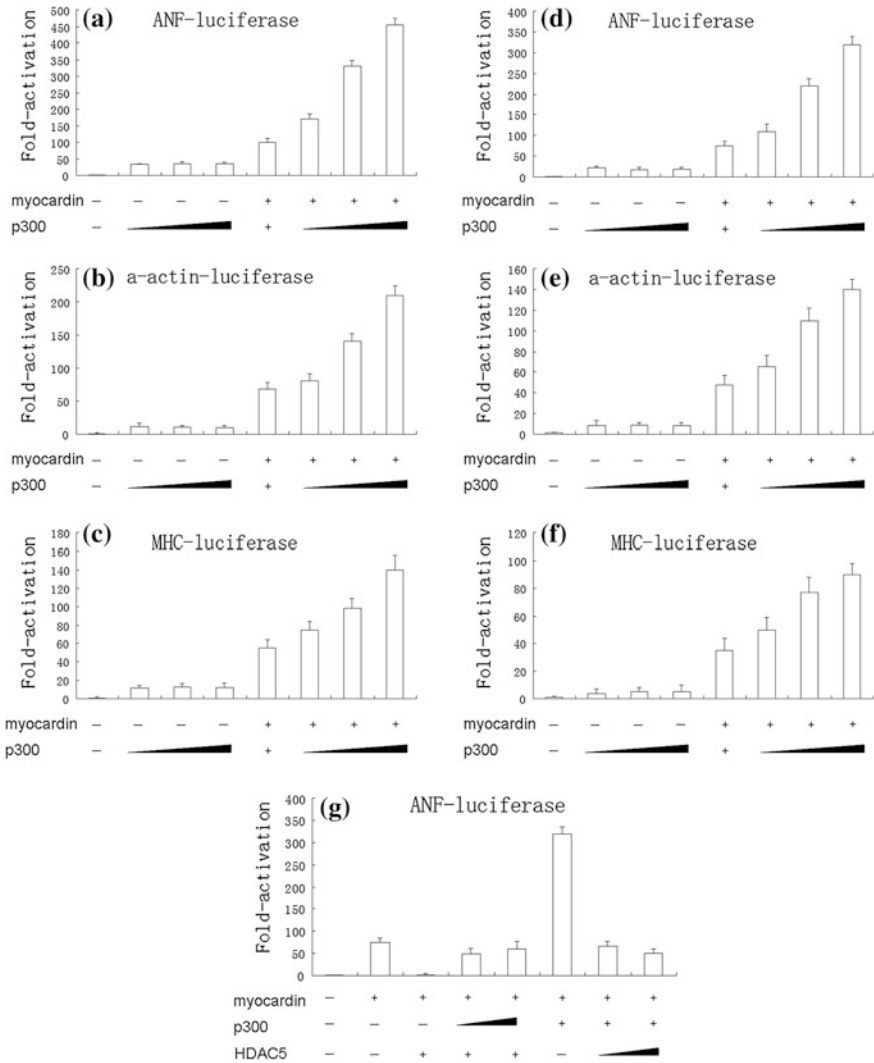 (a) ANF-luciferase
Fold-activation
500
450
400
350
300
250
200
150
100
50
0
myocardin – – – – + + + +
p300 – +
(d) ANF-luciferase
Fold-activation
400
350
300
250
200
150
100
50
0
myocardin – – – – + + + +
p300 – +
(b) a-actin-luciferase
Fold-activation
250
200
150
100
50
0
myocardin – – – – + + + +
p300 – +
(e) a-actin-luciferase
Fold-activation
160
140
120
100
80
60
40
20
0
myocardin – – – – + + + +
p300 – +
(c) MHC-luciferase
Fold-activation
180
160
140
120
100
80
60
40
20
0
myocardin – – – – + + + +
p300 – +
(f) MHC-luciferase
Fold-activation
120
100
80
60
40
20
0
myocardin – – – – + + + +
p300 – +
(g) ANF-luciferase
Fold-activation
400
350
300
250
200
150
100
50
0
myocardin – + + + + + + +
p300 – – – + + +
HDAC5 – – + + + –